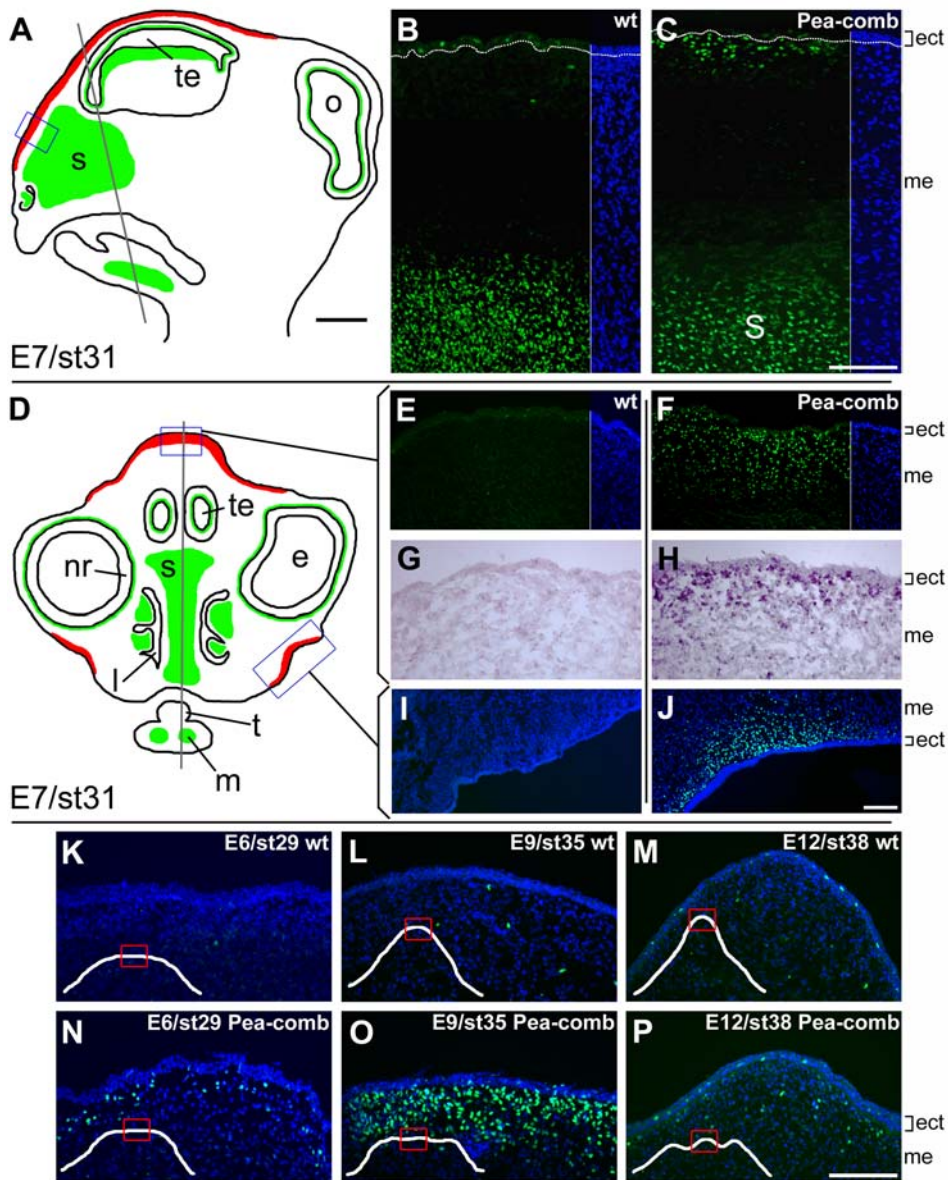 A
te
o
s
E7/st31
B
wt
C
Pea-comb
ect
me
S
D
te
nr
s
e
l
t
m
E7/st31
E
wt
F
Pea-comb
ect
me
G
H
ect
me
I
J
me
ect
K
E6/st29 wt
L
E9/st35 wt
M
E12/st38 wt
N
E6/st29 Pea-comb
O
E9/st35 Pea-comb
P
E12/st38 Pea-comb
ect
me